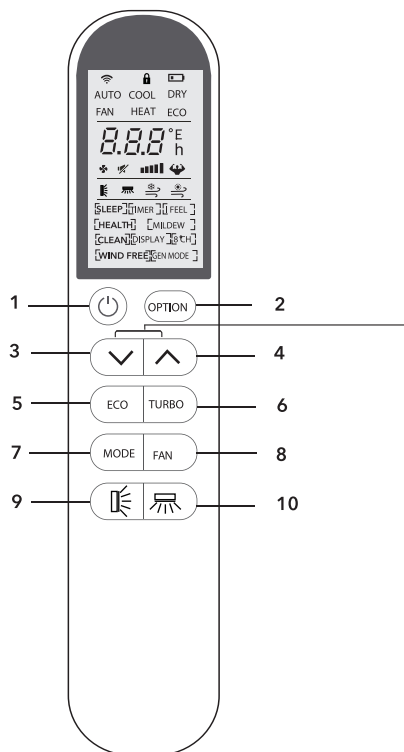 AUTO COOL DRY
FAN HEAT ECO
8.8.8 °E h
SLEEP TIMER I FEEL
HEALTH MILDEW
CLEAN DISPLAY 8℃H
WIND FREE GEN MODE
1 OPTION 2
3 4
5 ECO TURBO 6
7 MODE FAN 8
9 10